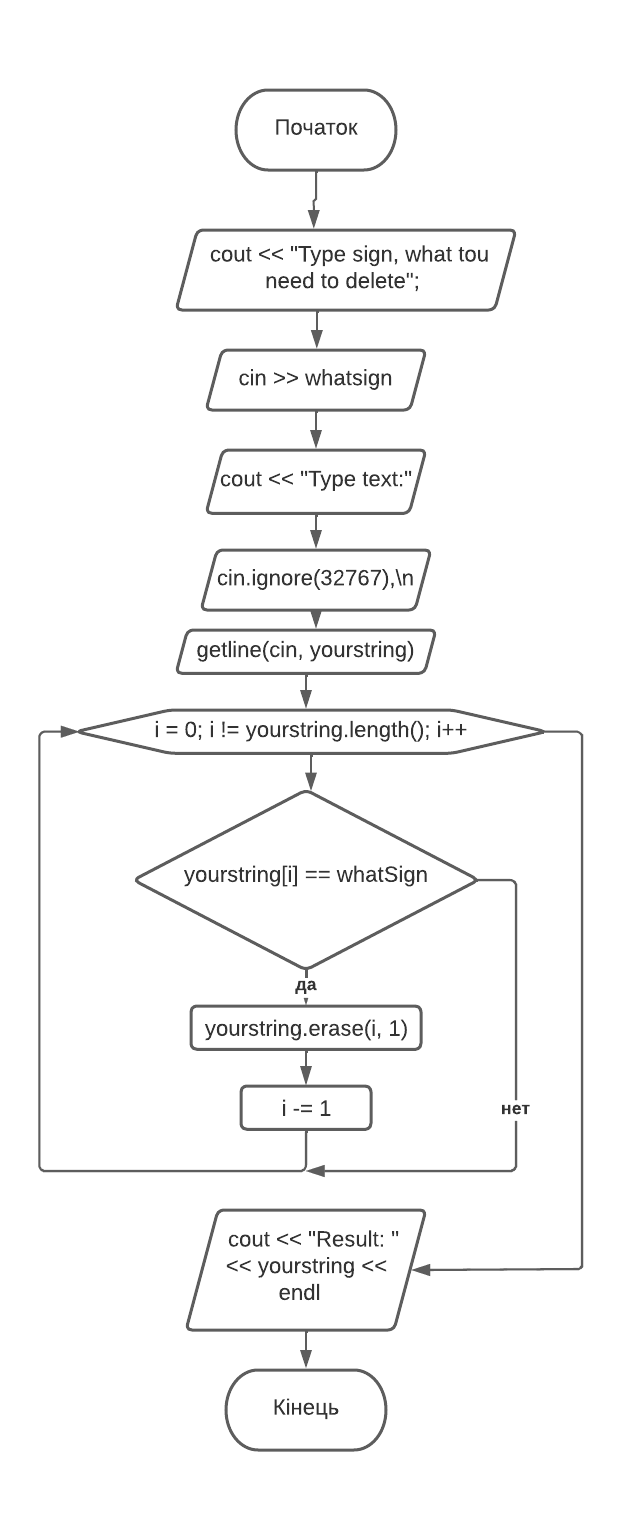 Початок
cout << "Type sign, what tou
need to delete";
cin >> whatsign
cout << "Type text:"
cin.ignore(32767),\n
getline(cin, yourstring)
i = 0; i != yourstring.length(); i++
yourstring[i] == whatSign
да
yourstring.erase(i, 1)
i -= 1
нет
cout << "Result: "
<< yourstring <<
endl
Кінець